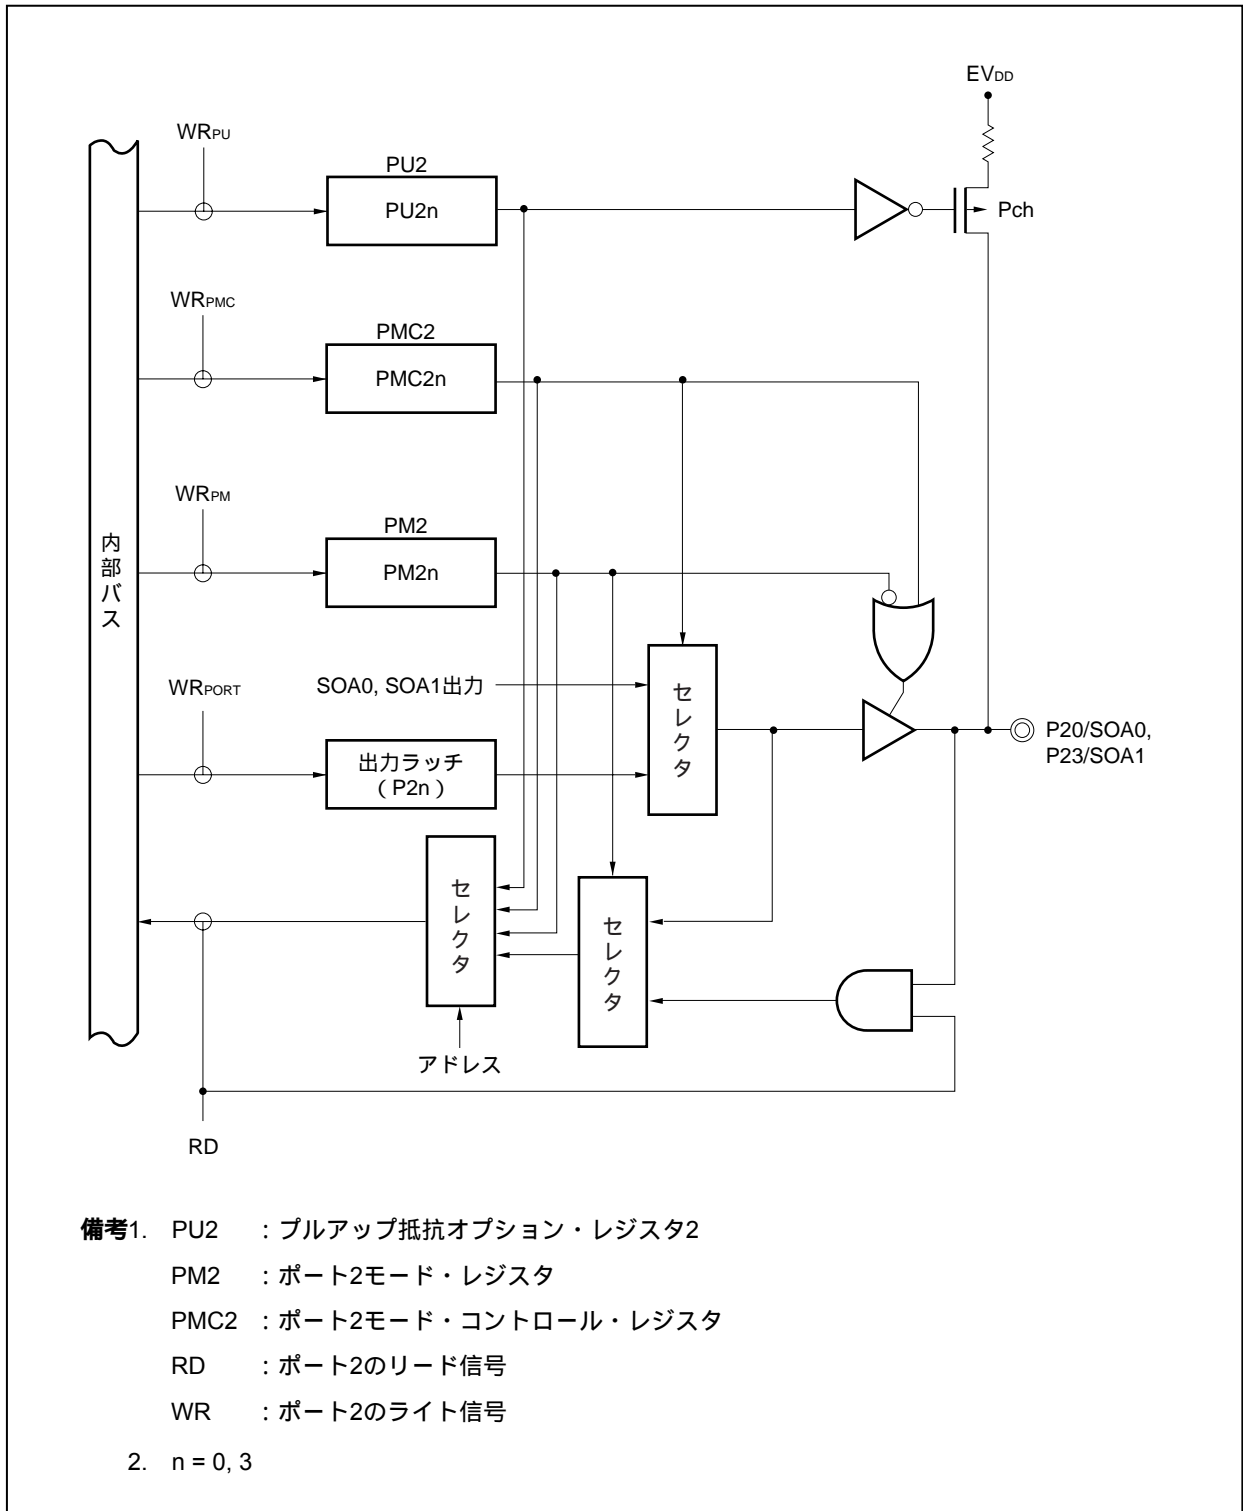 EVDD
WRPU
PU2
PU2n
Pch
WRPMC
PMC2
PMC2n
WRPM
PM2
PM2n
内部バス
SOA0, SOA1出力
セレクタ
WRPORT
出力ラッチ
(P2n)
P20/SOA0,
P23/SOA1
セレクタ
セレクタ
アドレス
RD
備考1. PU2 :プルアップ抵抗オプション・レジスタ2
PM2 :ポート2モード・レジスタ
PMC2 :ポート2モード・コントロール・レジスタ
RD :ポート2のリード信号
WR :ポート2のライト信号
2. n = 0, 3